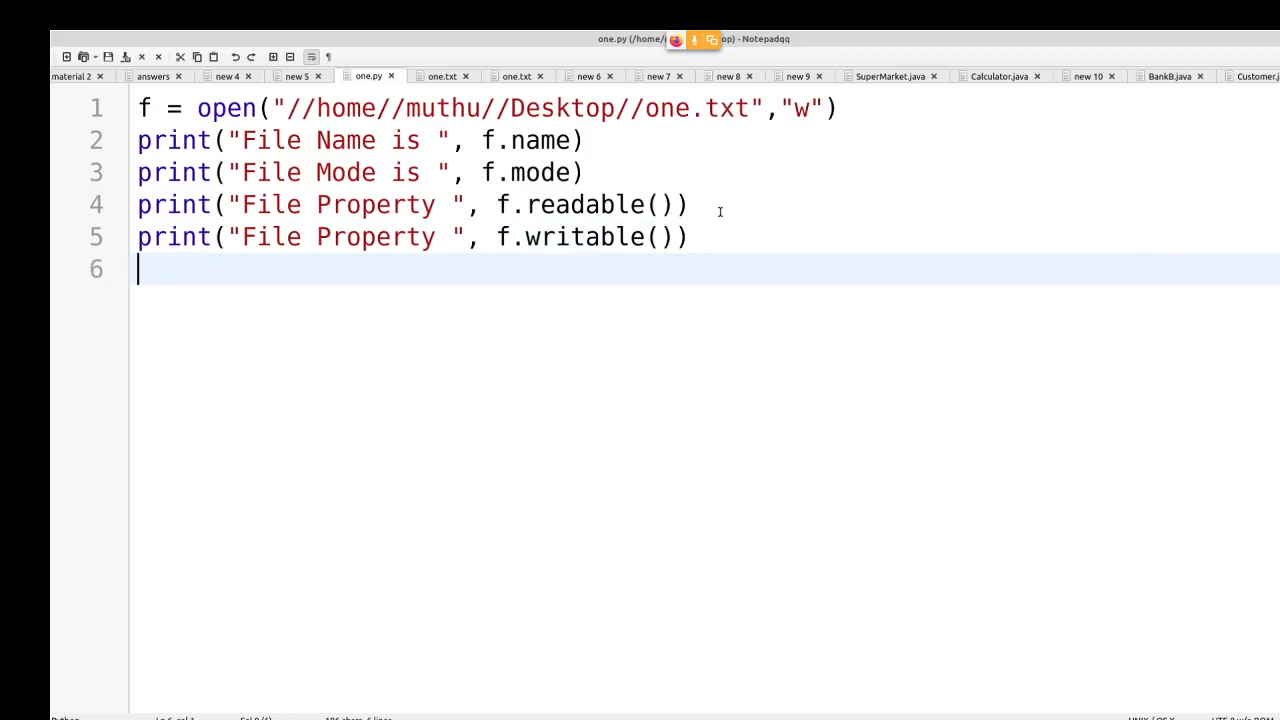 one.py (/home/
op) - Notepadqq
material 2 answers new 4 new 5 one.py one.txt one.txt new 6 new 7 new 8 new 9 SuperMarket.java Calculator.java new 10 BankB.java Customer.j
1 f = open("//home//muthu//Desktop//one.txt","w")
2 print("File Name is ", f.name)
3 print("File Mode is ", f.mode)
4 print("File Property ", f.readable())
5 print("File Property ", f.writable())
6